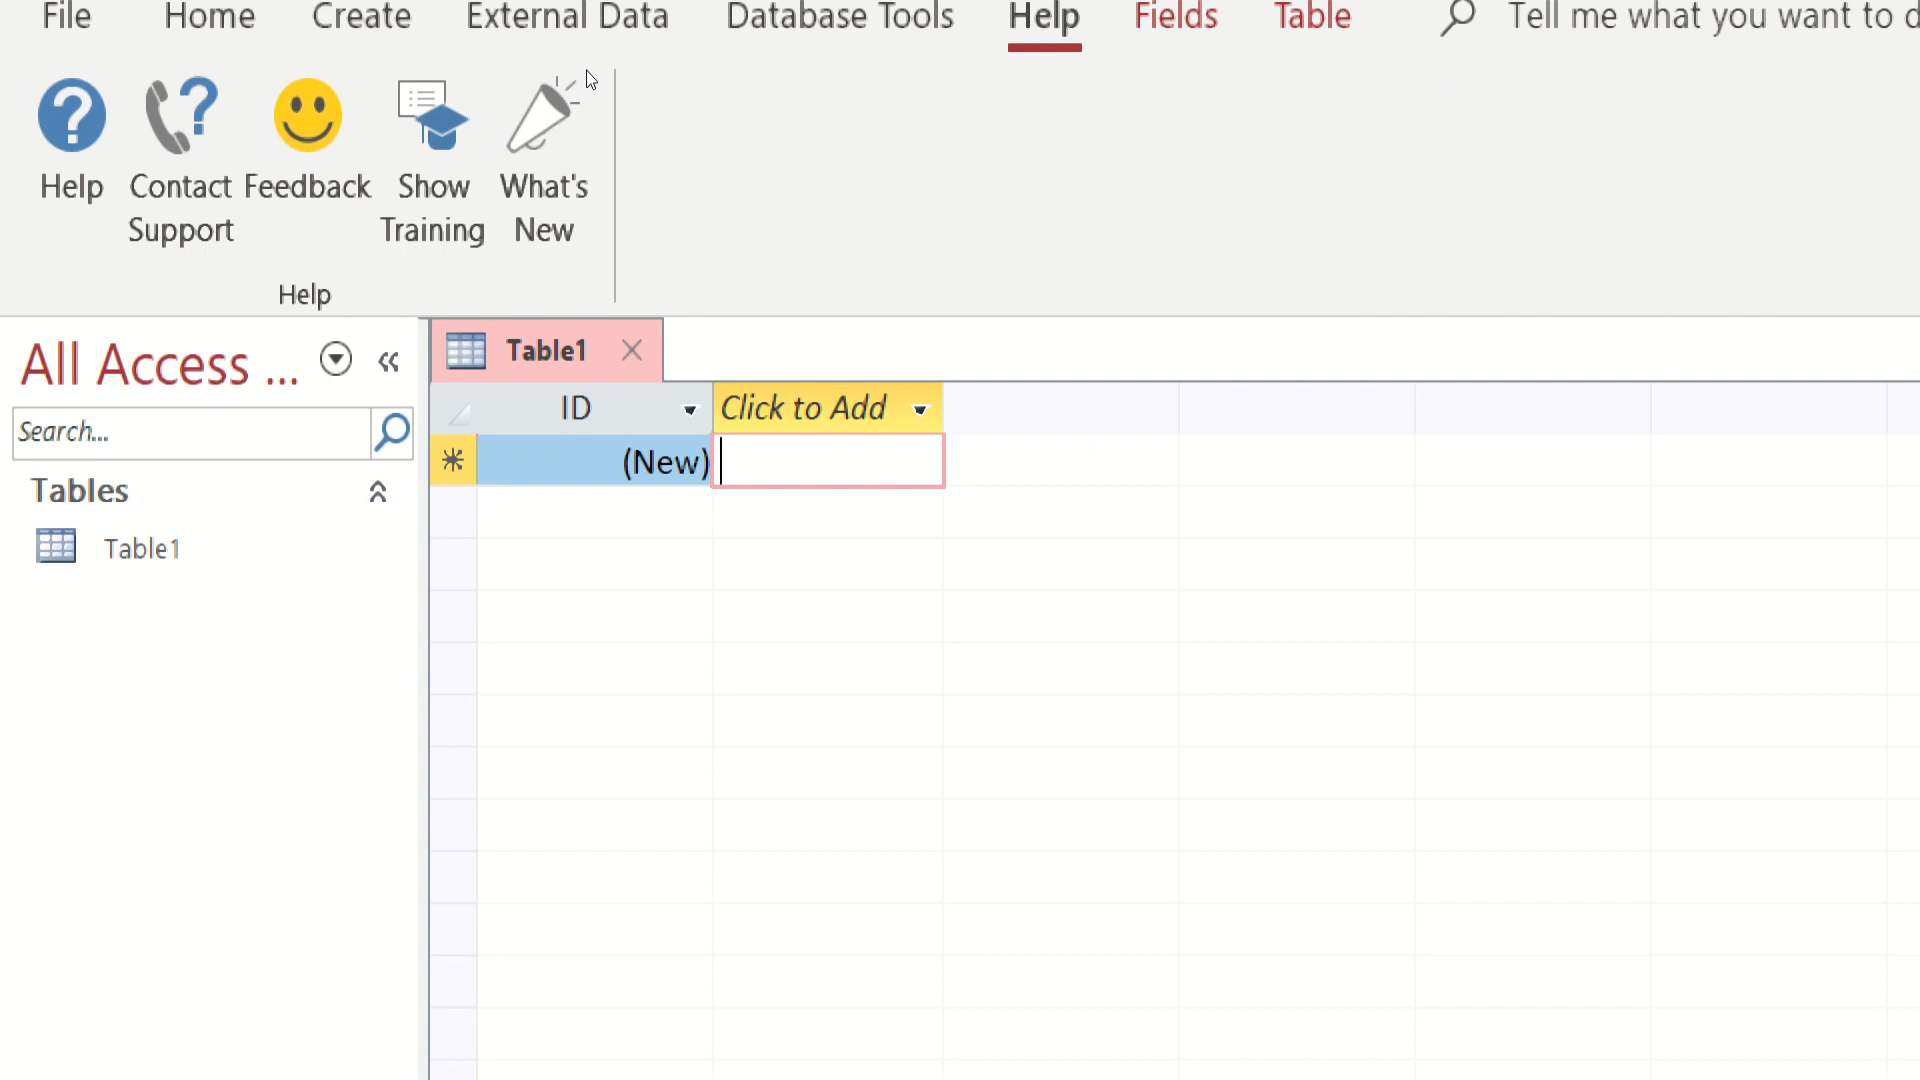 File Home Create External Data Database Tools Help Fields Table Tell me what you want to d
Help Contact Support Feedback Show Training What's New
Help
All Access ...
Search...
Tables
Table1
Table1
ID Click to Add
(New)